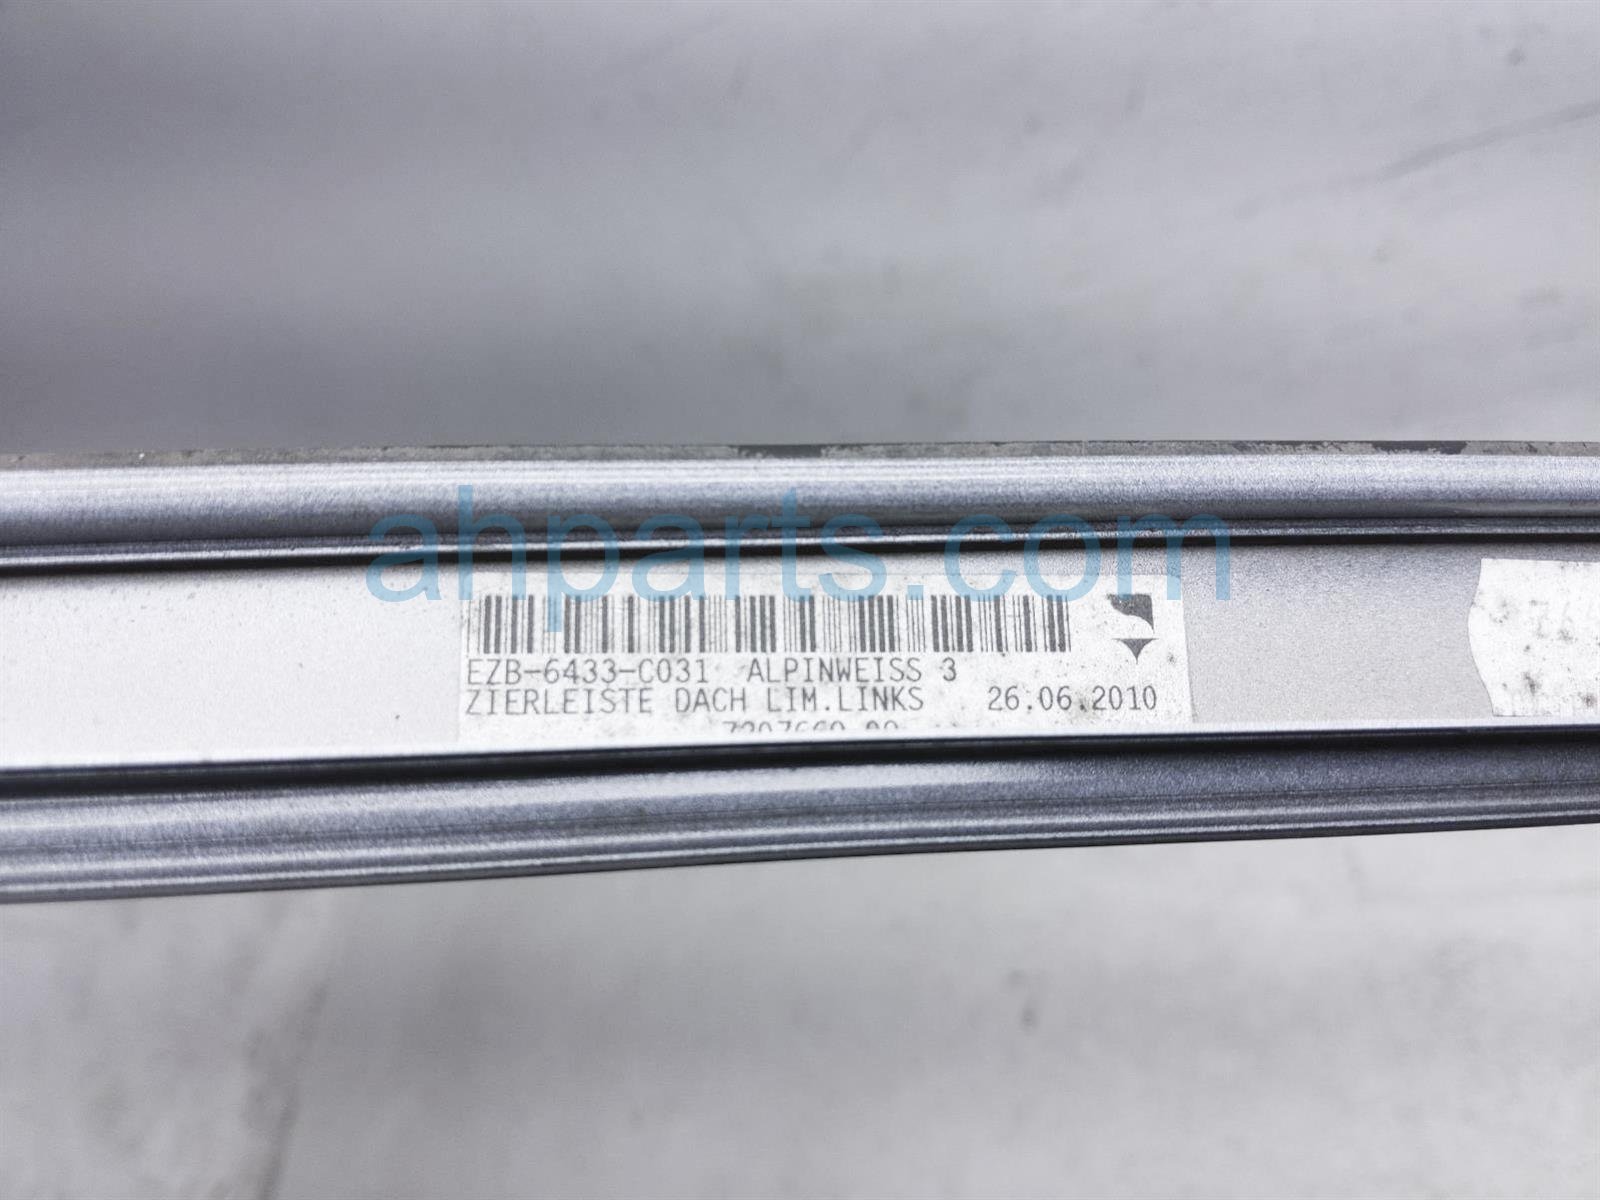 ahparts.com
EZB-6433-C031 ALPINWEISS 3
ZIERLEISTE DACH LIM.LINKS 26.06.2010